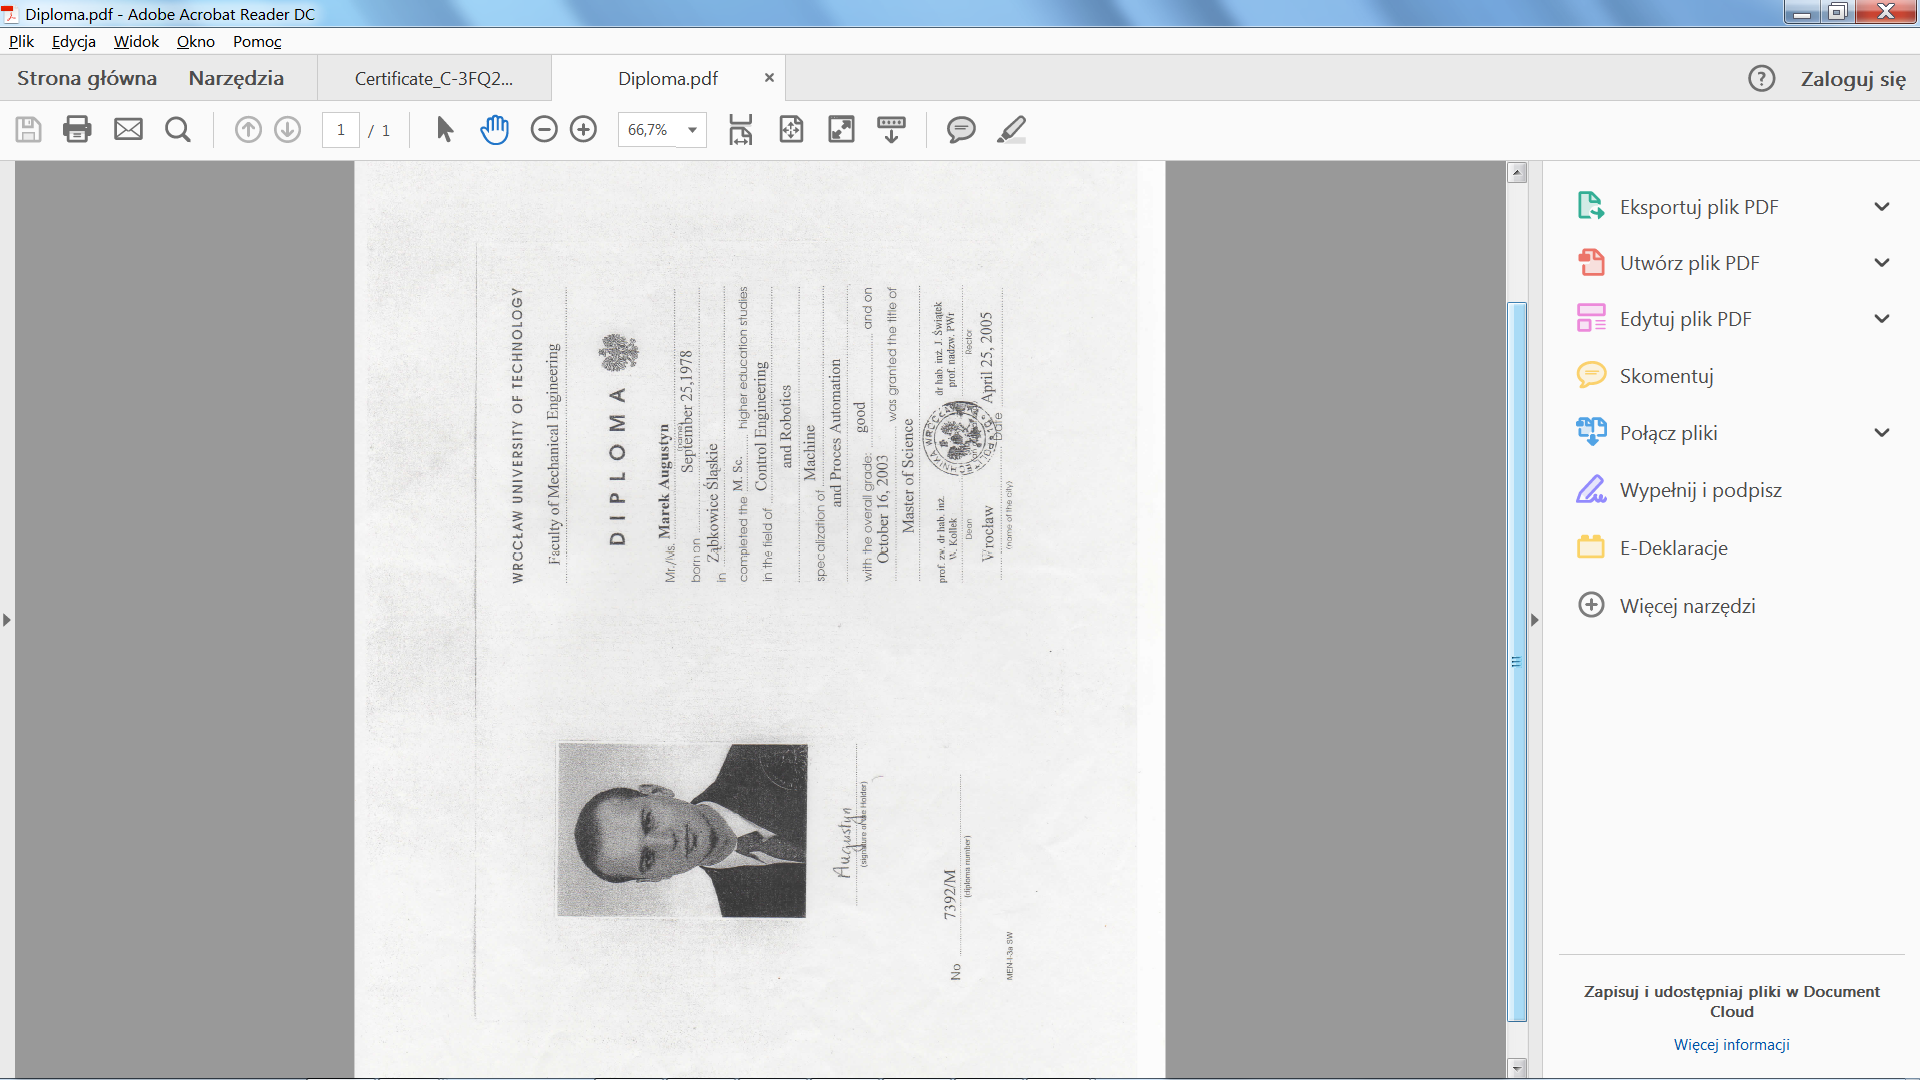 Diploma.pdf - Adobe Acrobat Reader DC
Plik Edycja Widok Okno Pomoc
Strona główna Narzędzia Certificate_C-3FQ2... Diploma.pdf × Zaloguj się
1 / 1 66,7%
WROCŁAW UNIVERSITY OF TECHNOLOGY
Faculty of Mechanical Engineering
DIPLOMA
Mr./Ms. Marek Augustyn
(name)
born on September 25,1978
in Ząbkowice Śląskie
completed the M. Sc. higher education studies
in the field of Control Engineering
and Robotics
specalization of Machine
and Proces Automation
with the overall grade: good and on
October 16, 2003 was granted the title of
Master of Science
prof. zw. dr hab. inż. W. Kollek
dr hab. inż. J. Świątek
prof. nadzw. PWr
Dean Rector
Wrocław Date April 25, 2005
(name of the city)
Augustyn
(signature of the Holder)
No 7392/M
(diploma number)
MEN-I-3a SW
Eksportuj plik PDF
Utwórz plik PDF
Edytuj plik PDF
Skomentuj
Połącz pliki
Wypełnij i podpisz
E-Deklaracje
Więcej narzędzi
Zapisuj i udostępniaj pliki w Document
Cloud
Więcej informacji